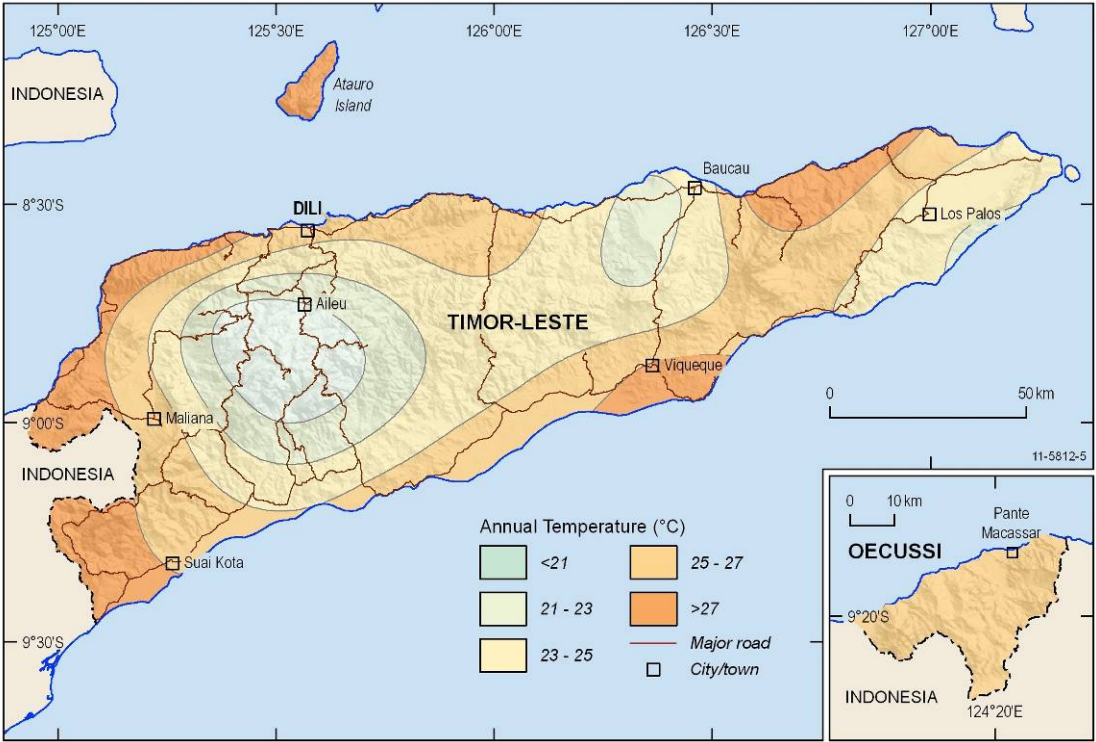 125°00'E
125°30'E
126°00'E
126°30'E
127°00'E
INDONESIA
Atauro
Island
Baucau
8°30'S
DILI
Los Palos
Aileu
TIMOR-LESTE
Viqueque
0
50 km
Maliana
9°00'S
INDONESIA
11-5812-5
Suai Kota
Annual Temperature (°C)
<21
21 - 23
23 - 25
25 - 27
>27
Major road
City/town
9°30'S
0
10 km
Pante
Macassar
OECUSSI
9°20'S
INDONESIA
124°20'E